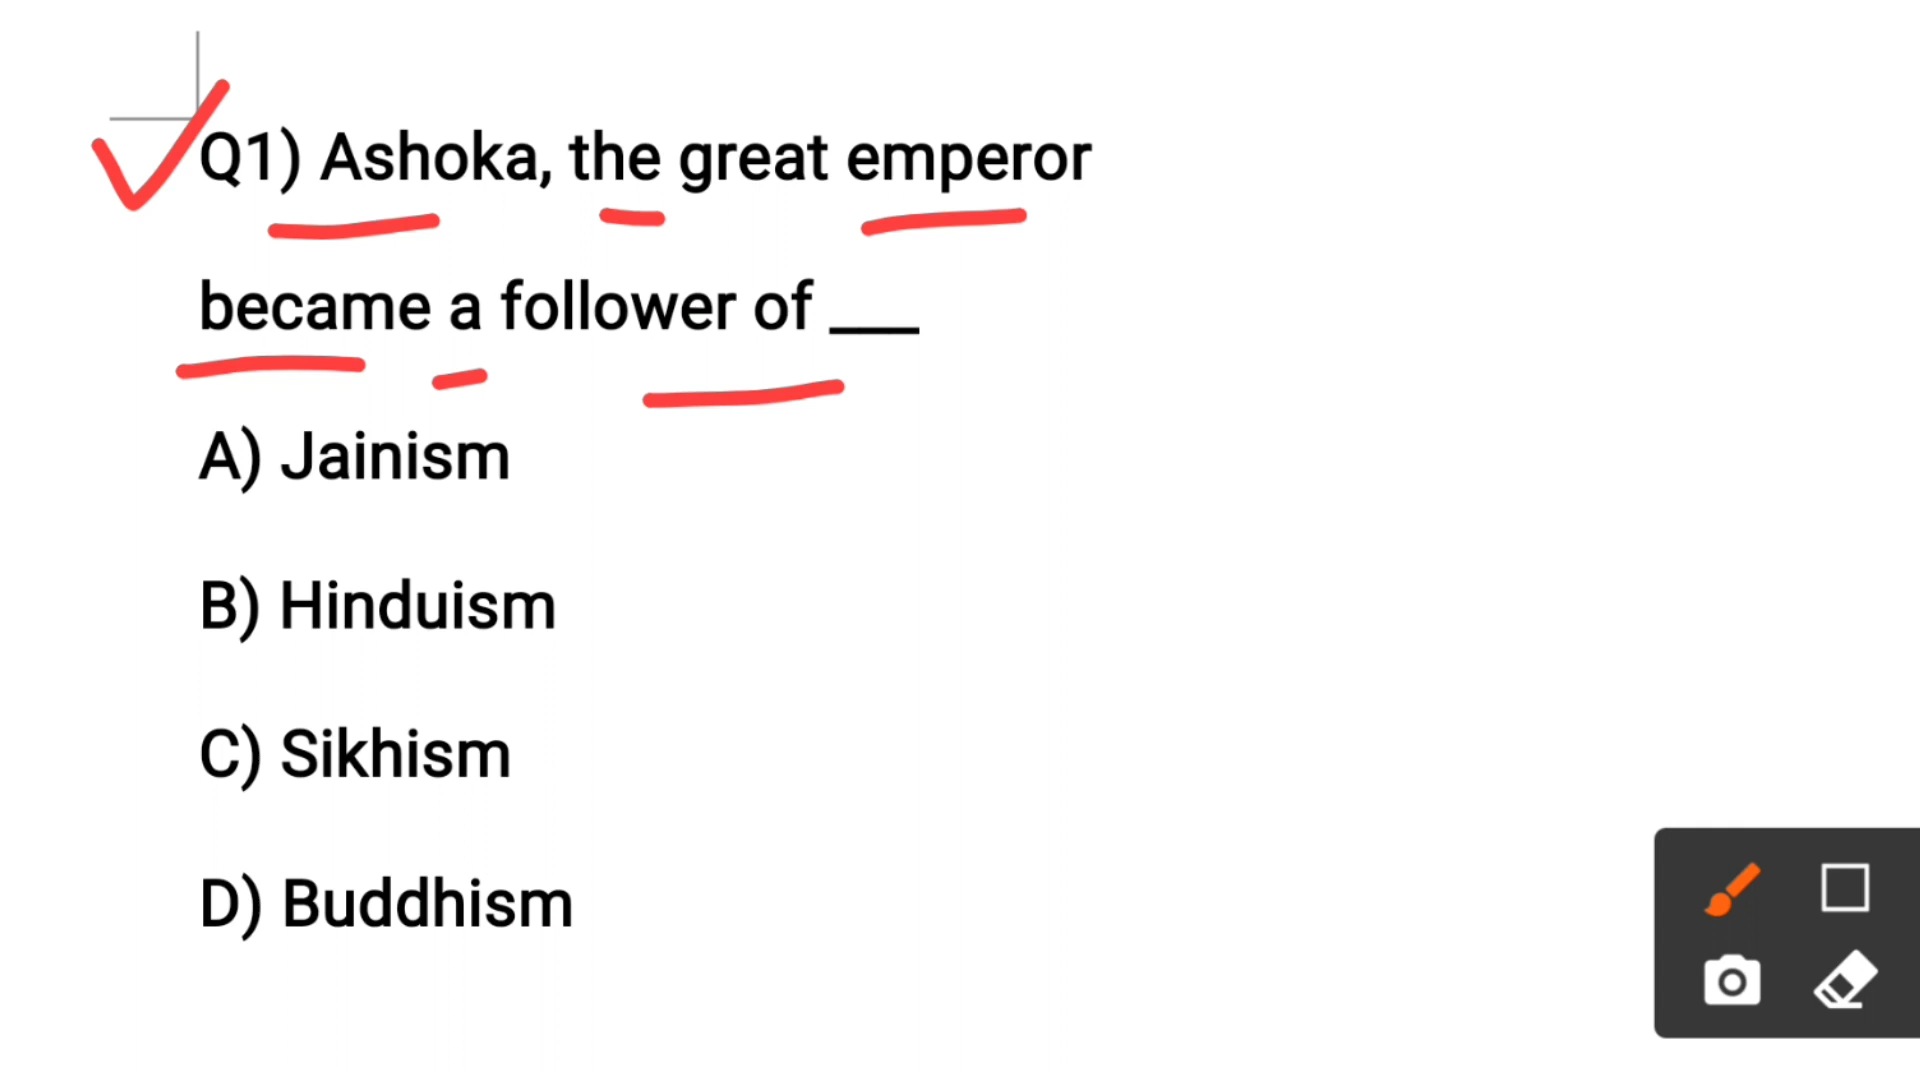 Q1) Ashoka, the great emperor
became a follower of ___
A) Jainism
B) Hinduism
C) Sikhism
D) Buddhism